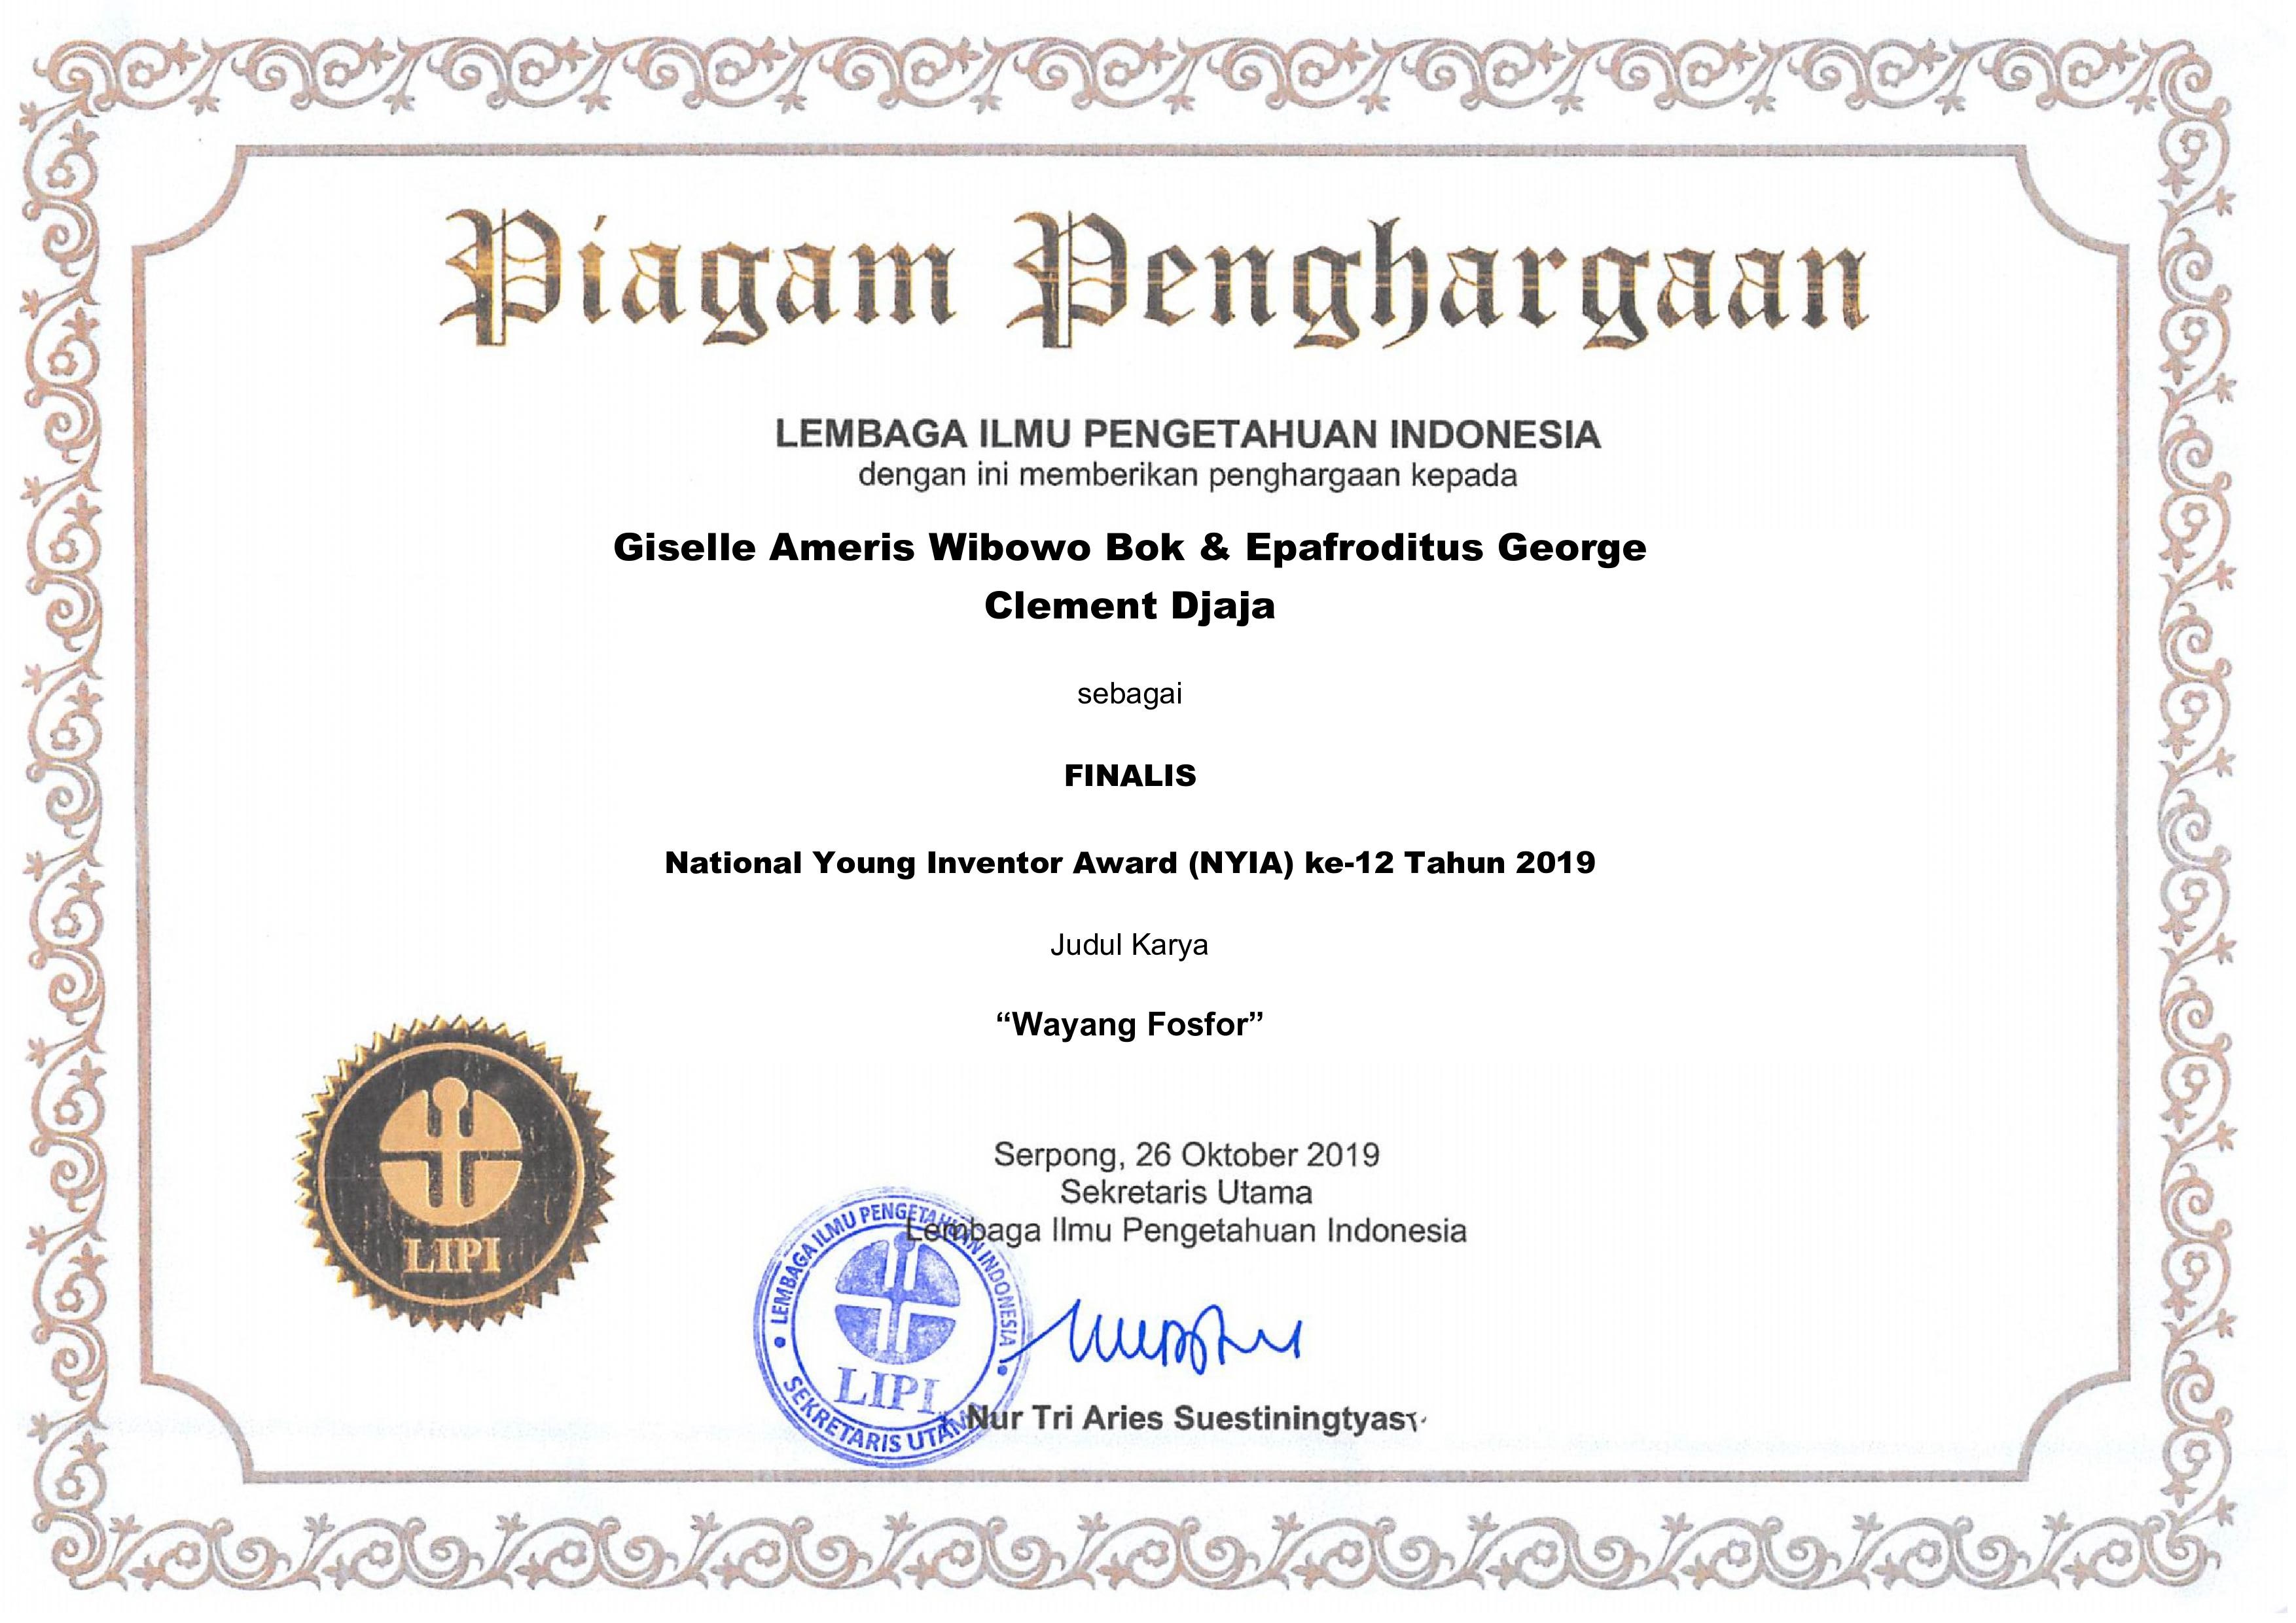 Piagam Penghargaan
LEMBAGA ILMU PENGETAHUAN INDONESIA
dengan ini memberikan penghargaan kepada
Giselle Ameris Wibowo Bok & Epafroditus George
Clement Djaja
sebagai
FINALIS
National Young Inventor Award (NYIA) ke-12 Tahun 2019
Judul Karya
“Wayang Fosfor”
LIPI
Serpong, 26 Oktober 2019
Sekretaris Utama
Lembaga Ilmu Pengetahuan Indonesia
LEMBAGA ILMU PENGETAHUAN INDONESIA
LIPI
SEKRETARIS UTAMA
Nur Tri Aries Suestiningtyas